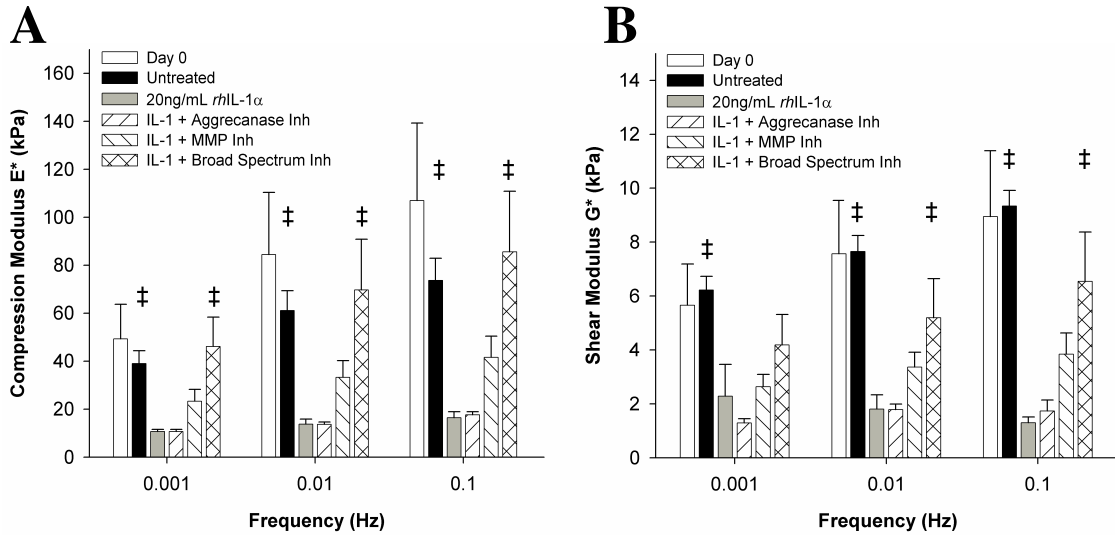 A
Compression Modulus E* (kPa)
160
140
120
100
80
60
40
20
0
Day 0
Untreated
20ng/mL rhIL-1α
IL-1 + Aggrecanase Inh
IL-1 + MMP Inh
IL-1 + Broad Spectrum Inh
‡
‡
‡
‡
‡
‡
0.001
0.01
0.1
Frequency (Hz)
B
Shear Modulus G* (kPa)
14
12
10
8
6
4
2
0
Day 0
Untreated
20ng/mL rhIL-1α
IL-1 + Aggrecanase Inh
IL-1 + MMP Inh
IL-1 + Broad Spectrum Inh
‡
‡
‡
‡
‡
0.001
0.01
0.1
Frequency (Hz)